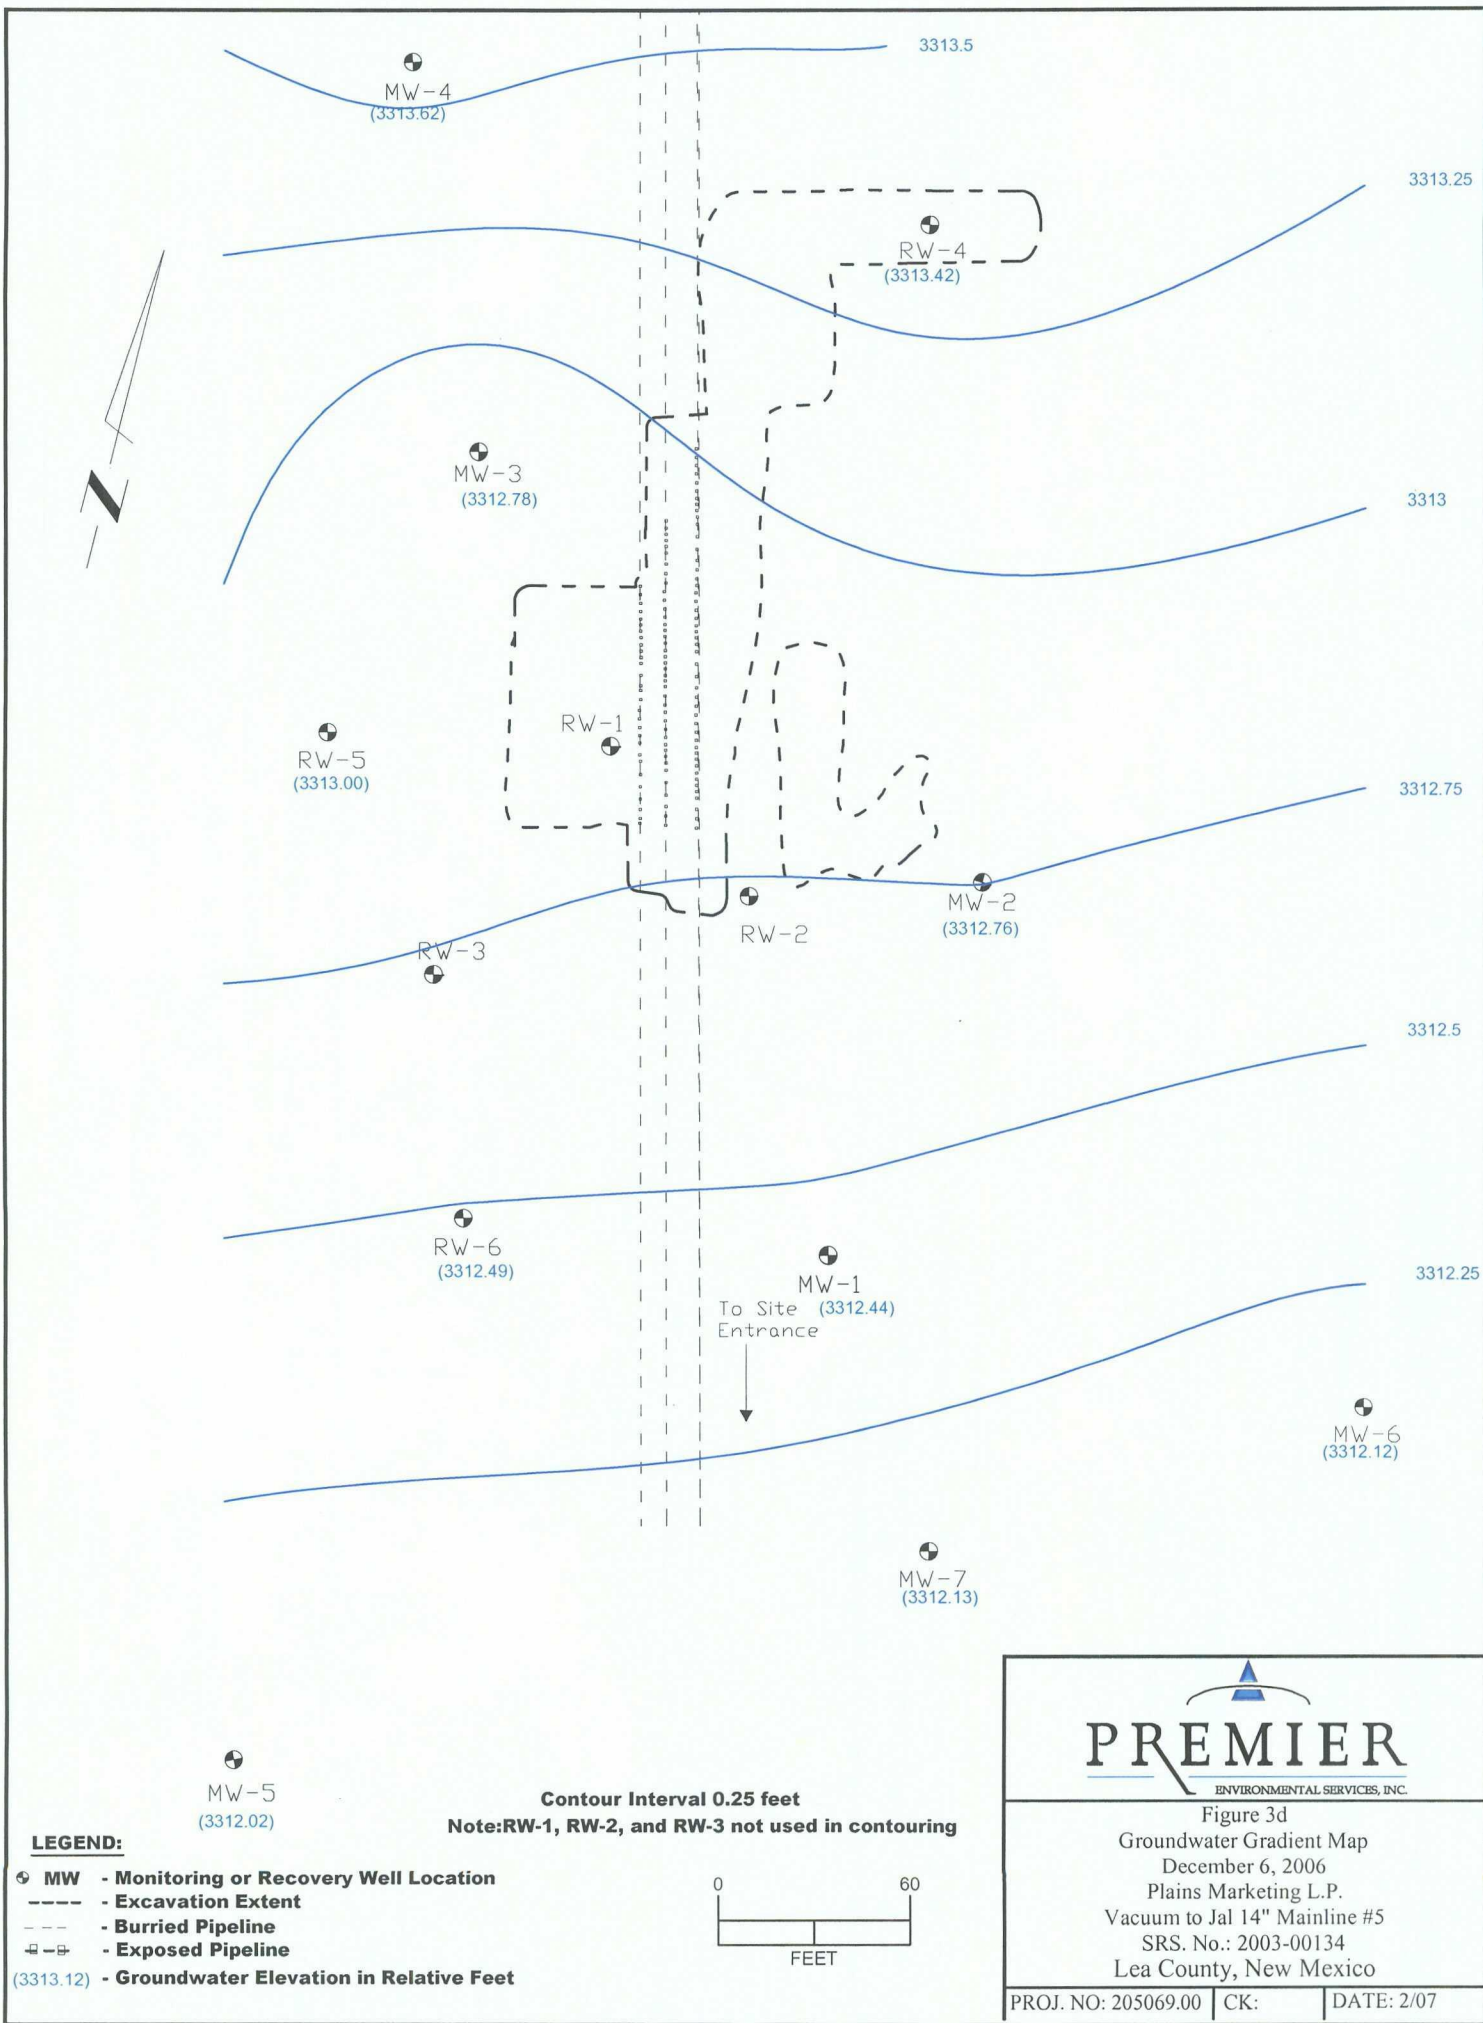 3313.5
MW-4
(3313.62)
3313.25
RW-4
(3313.42)
N
MW-3
(3312.78)
3313
RW-1
RW-5
(3313.00)
3312.75
MW-2
(3312.76)
RW-2
RW-3
3312.5
RW-6
(3312.49)
MW-1
(3312.44)
To Site
Entrance
3312.25
MW-6
(3312.12)
MW-7
(3312.13)
MW-5
(3312.02)
Contour Interval 0.25 feet
Note:RW-1, RW-2, and RW-3 not used in contouring
LEGEND:
MW - Monitoring or Recovery Well Location
- Excavation Extent
- Burried Pipeline
- Exposed Pipeline
(3313.12) - Groundwater Elevation in Relative Feet
0 60
FEET
PREMIER
ENVIRONMENTAL SERVICES, INC.
Figure 3d
Groundwater Gradient Map
December 6, 2006
Plains Marketing L.P.
Vacuum to Jal 14" Mainline #5
SRS. No.: 2003-00134
Lea County, New Mexico
PROJ. NO: 205069.00 CK: DATE: 2/07